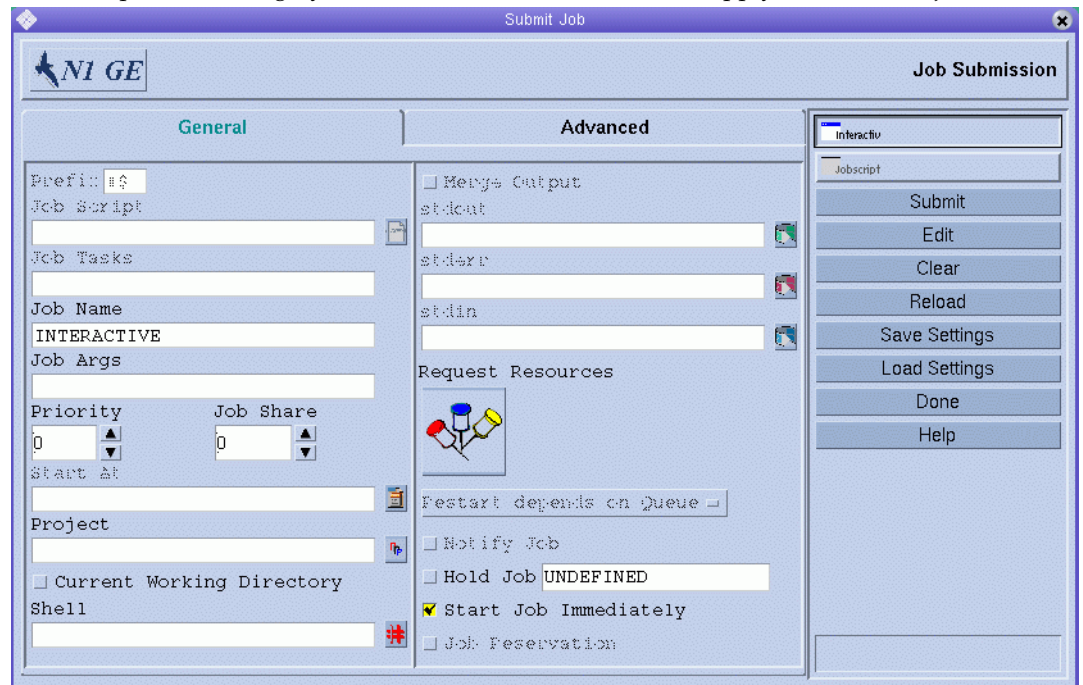 Submit Job
N1 GE
Job Submission
General
Advanced
Interactiv
Jobscript
Submit
Edit
Clear
Reload
Save Settings
Load Settings
Done
Help
Prefix #$
Job Script
Job Tasks
Job Name
INTERACTIVE
Job Args
Priority Job Share
0 0
Start At
Project
Current Working Directory
Shell
Merge Output
stdout
stderr
stdin
Request Resources
Restart depends on Queue
Notify Job
Hold Job UNDEFINED
Start Job Immediately
Job Reservation